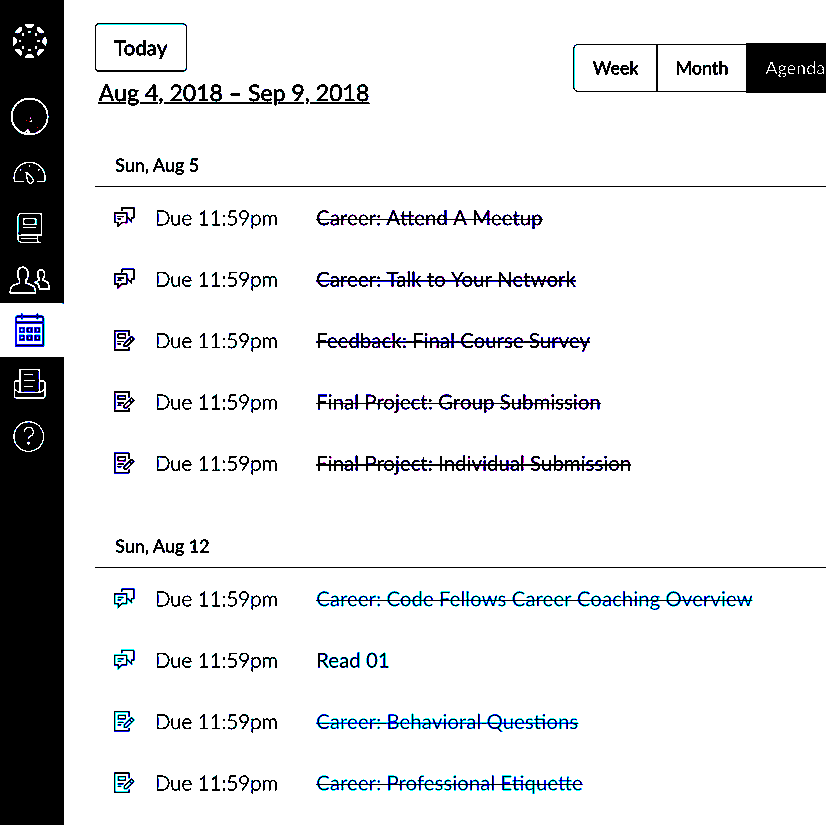 Today
Week Month Agenda
Aug 4, 2018 – Sep 9, 2018
Sun, Aug 5
Due 11:59pm Career: Attend A Meetup
Due 11:59pm Career: Talk to Your Network
Due 11:59pm Feedback: Final Course Survey
Due 11:59pm Final Project: Group Submission
Due 11:59pm Final Project: Individual Submission
Sun, Aug 12
Due 11:59pm Career: Code Fellows Career Coaching Overview
Due 11:59pm Read 01
Due 11:59pm Career: Behavioral Questions
Due 11:59pm Career: Professional Etiquette